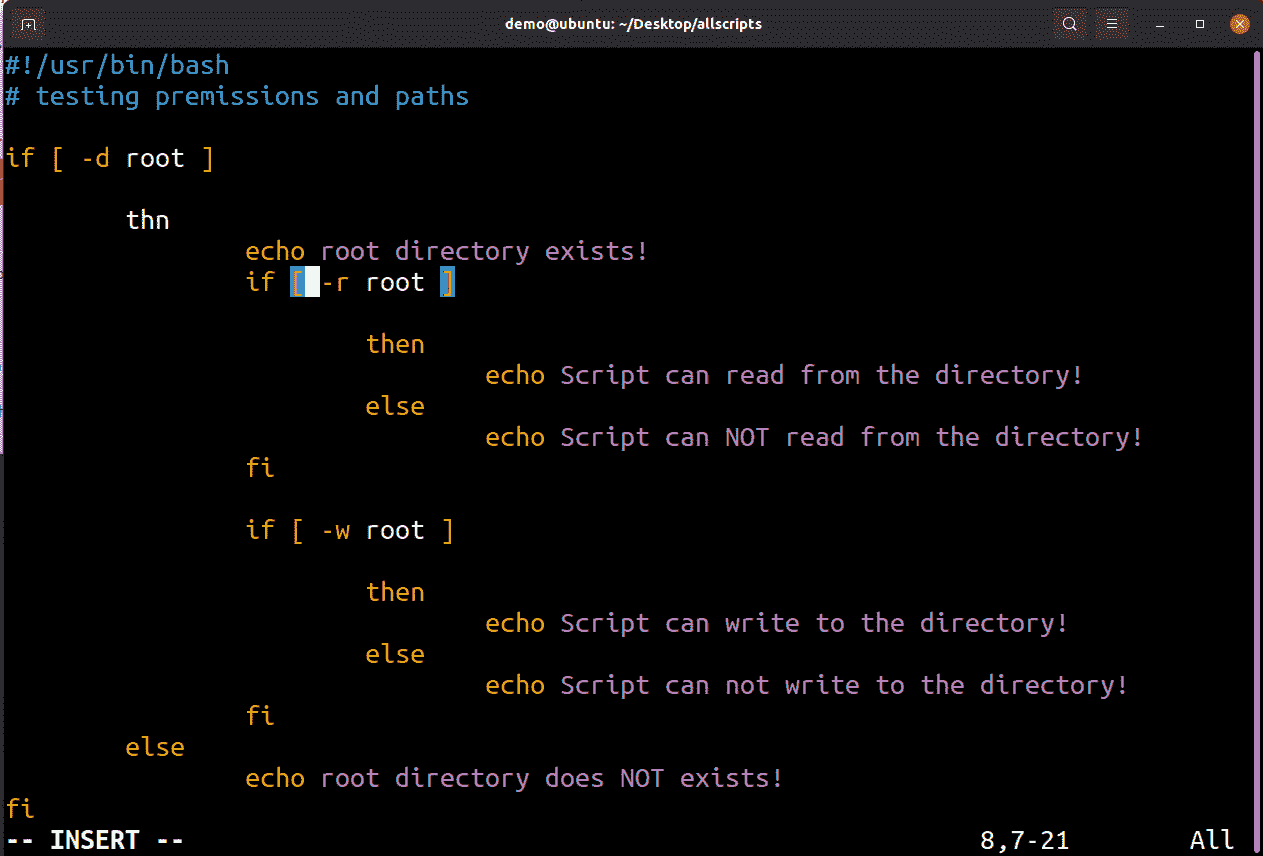 demo@ubuntu: ~/Desktop/allscripts
#!/usr/bin/bash
# testing premissions and paths
if [ -d root ]
thn
echo root directory exists!
if [ -r root ]
then
echo Script can read from the directory!
else
echo Script can NOT read from the directory!
fi
if [ -w root ]
then
echo Script can write to the directory!
else
echo Script can not write to the directory!
fi
else
echo root directory does NOT exists!
fi
-- INSERT -- 8,7-21 All